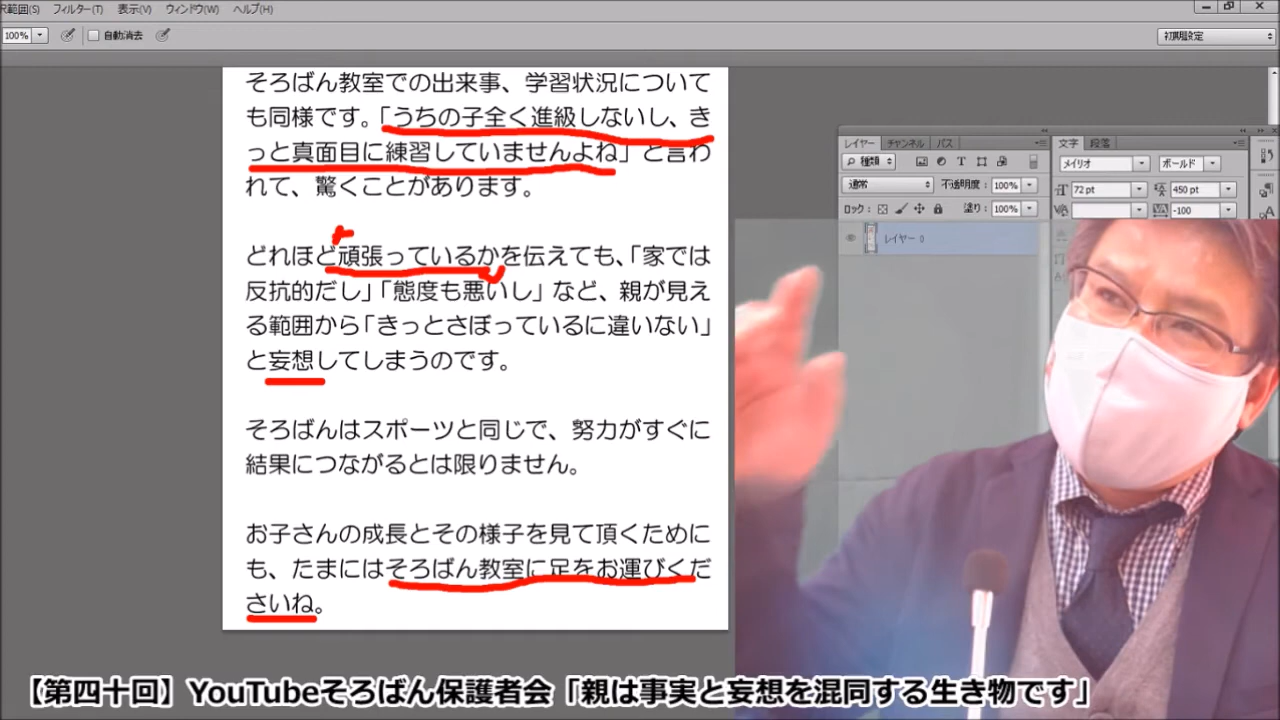 択範囲(S) フィルター(T) 表示(V) ウィンドウ(W) ヘルプ(H)
100% 自動消去 初期設定
そろばん教室での出来事、学習状況について
も同様です。「うちの子全く進級しないし、き
っと真面目に練習していませんよね」と言わ
れて、驚くことがあります。
どれほど頑張っているかを伝えても、「家では
反抗的だし」「態度も悪いし」など、親が見え
る範囲から「きっとさぼっているに違いない」
と妄想してしまうのです。
そろばんはスポーツと同じで、努力がすぐに
結果につながるとは限りません。
お子さんの成長とその様子を見て頂くためにも
も、たまにはそろばん教室に足をお運びくだ
さいね。
レイヤー チャンネル パス
種類
通常 不透明度: 100%
ロック: 塗り: 100%
レイヤー 0
文字 段落
メイリオ ボールド
72 pt 450 pt
-100
【第四十回】YouTubeそろばん保護者会「親は事実と妄想を混同する生き物です」